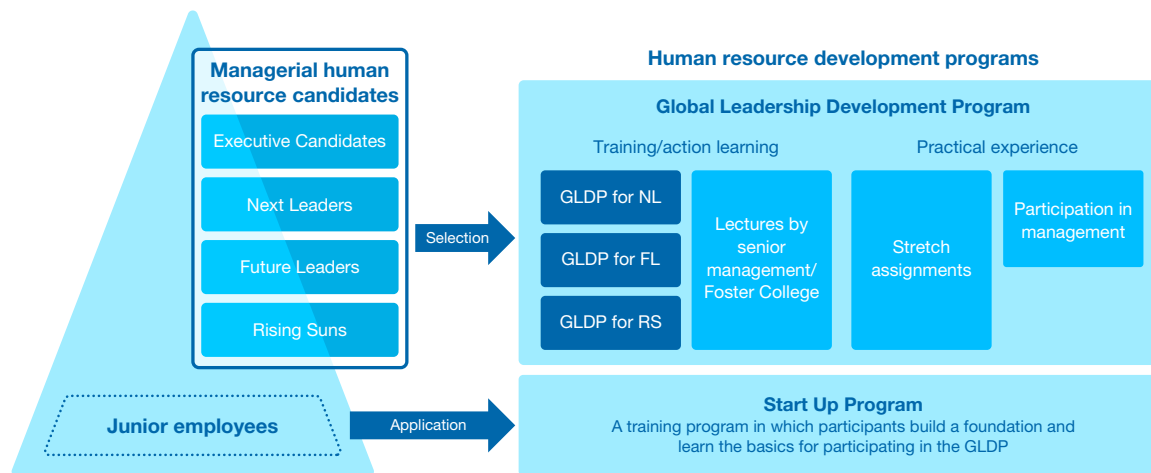 Managerial human
resource candidates
Executive Candidates
Next Leaders
Future Leaders
Rising Suns
Junior employees
Selection
Application
Human resource development programs
Global Leadership Development Program
Training/action learning
Practical experience
GLDP for NL
GLDP for FL
GLDP for RS
Lectures by
senior
management/
Foster College
Stretch
assignments
Participation in
management
Start Up Program
A training program in which participants build a foundation and
learn the basics for participating in the GLDP